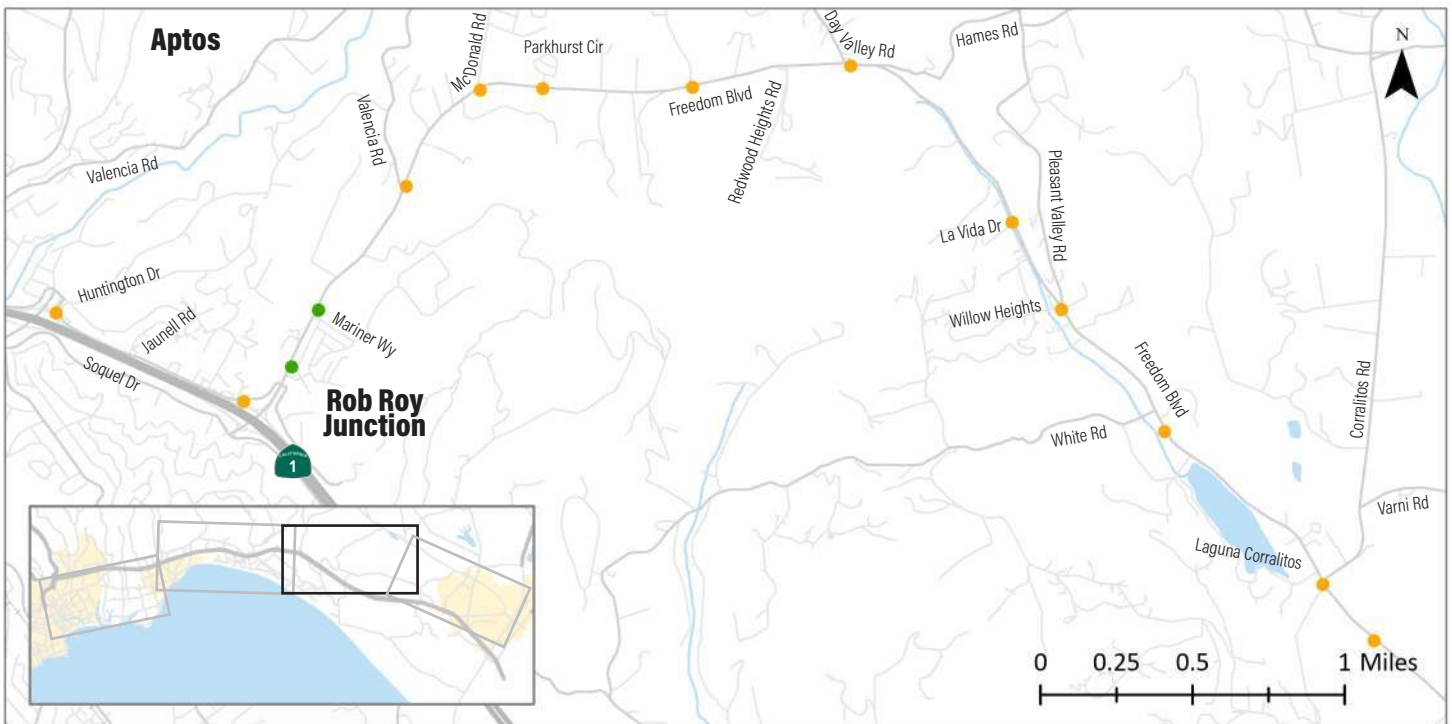 Aptos
McDonald Rd
Parkhurst Cir
Day Valley Rd
Hames Rd
N
Valencia Rd
Freedom Blvd
Redwood Heights Rd
Valencia Rd
Pleasant Valley Rd
La Vida Dr
Huntington Dr
Jaunell Rd
Mariner Wy
Willow Heights
Soquel Dr
Freedom Blvd
Rob Roy
Junction
Corralitos Rd
White Rd
CALIFORNIA
1
Varni Rd
Laguna Corralitos
0 0.25 0.5 1 Miles